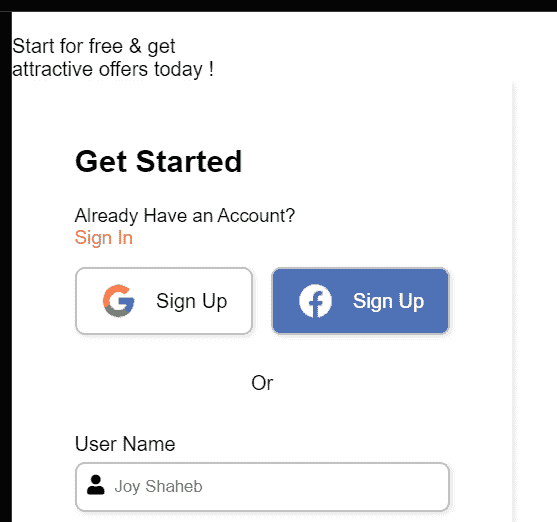 Start for free & get
attractive offers today !
Get Started
Already Have an Account?
Sign In
Sign Up
Sign Up
Or
User Name
Joy Shaheb